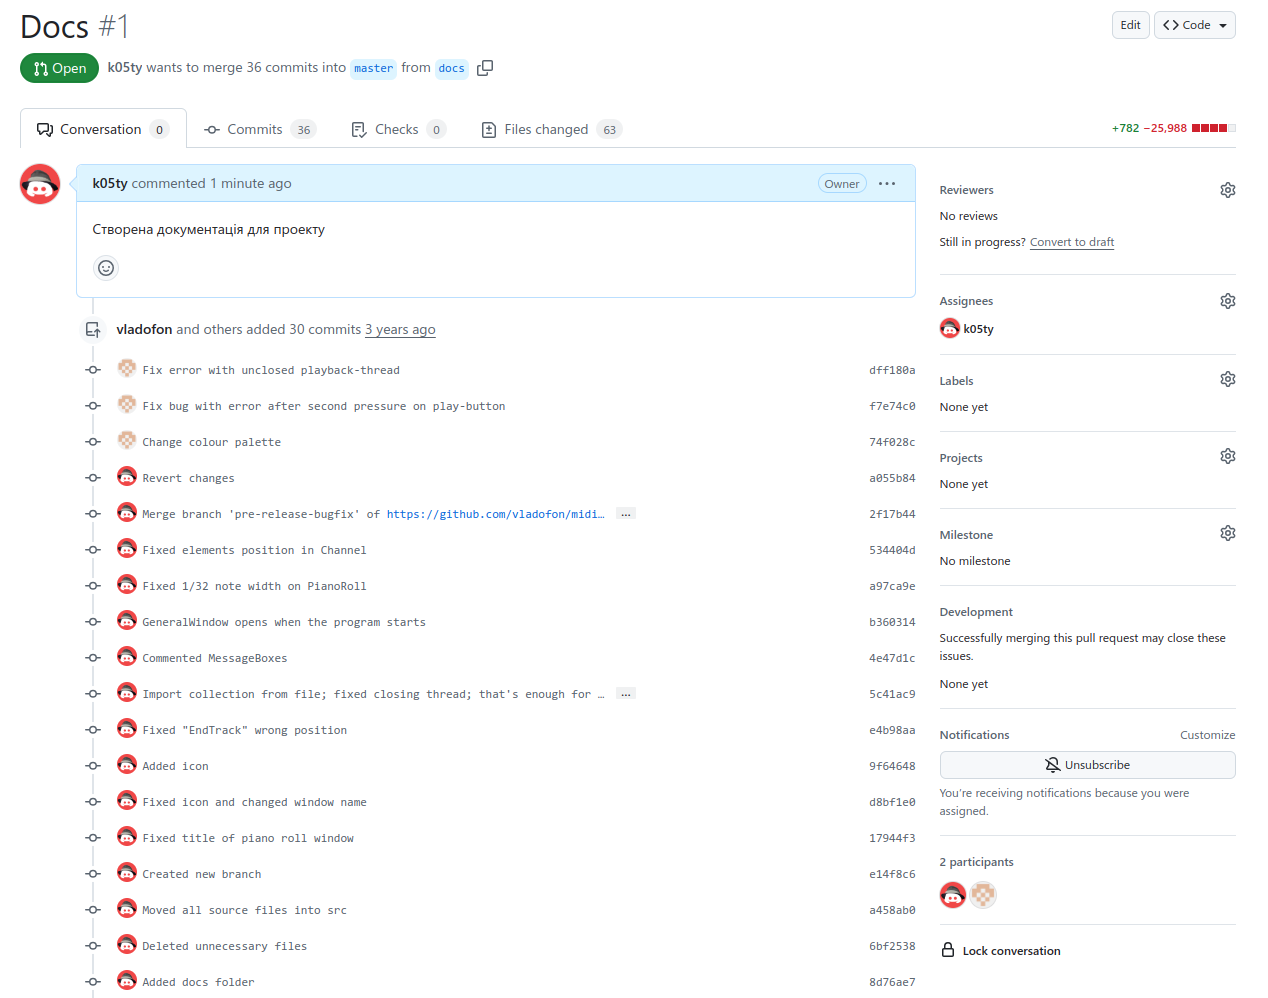 Docs #1
Edit
Code
Open
k05ty wants to merge 36 commits into master from docs
Conversation 0
Commits 36
Checks 0
Files changed 63
+782 −25,988
k05ty commented 1 minute ago
Owner
Створена документація для проекту
vladofon and others added 30 commits 3 years ago
Fix error with unclosed playback-thread dff180a
Fix bug with error after second pressure on play-button f7e74c0
Change colour palette 74f028c
Revert changes a055b84
Merge branch 'pre-release-bugfix' of https://github.com/vladofon/midi… … 2f17b44
Fixed elements position in Channel 534404d
Fixed 1/32 note width on PianoRoll a97ca9e
GeneralWindow opens when the program starts b360314
Commented MessageBoxes 4e47d1c
Import collection from file; fixed closing thread; that's enough for … … 5c41ac9
Fixed "EndTrack" wrong position e4b98aa
Added icon 9f64648
Fixed icon and changed window name d8bf1e0
Fixed title of piano roll window 17944f3
Created new branch e14f8c6
Moved all source files into src a458ab0
Deleted unnecessary files 6bf2538
Added docs folder 8d76ae7
Reviewers
No reviews
Still in progress? Convert to draft
Assignees
k05ty
Labels
None yet
Projects
None yet
Milestone
No milestone
Development
Successfully merging this pull request may close these
issues.
None yet
Notifications
Customize
Unsubscribe
You're receiving notifications because you were
assigned.
2 participants
Lock conversation